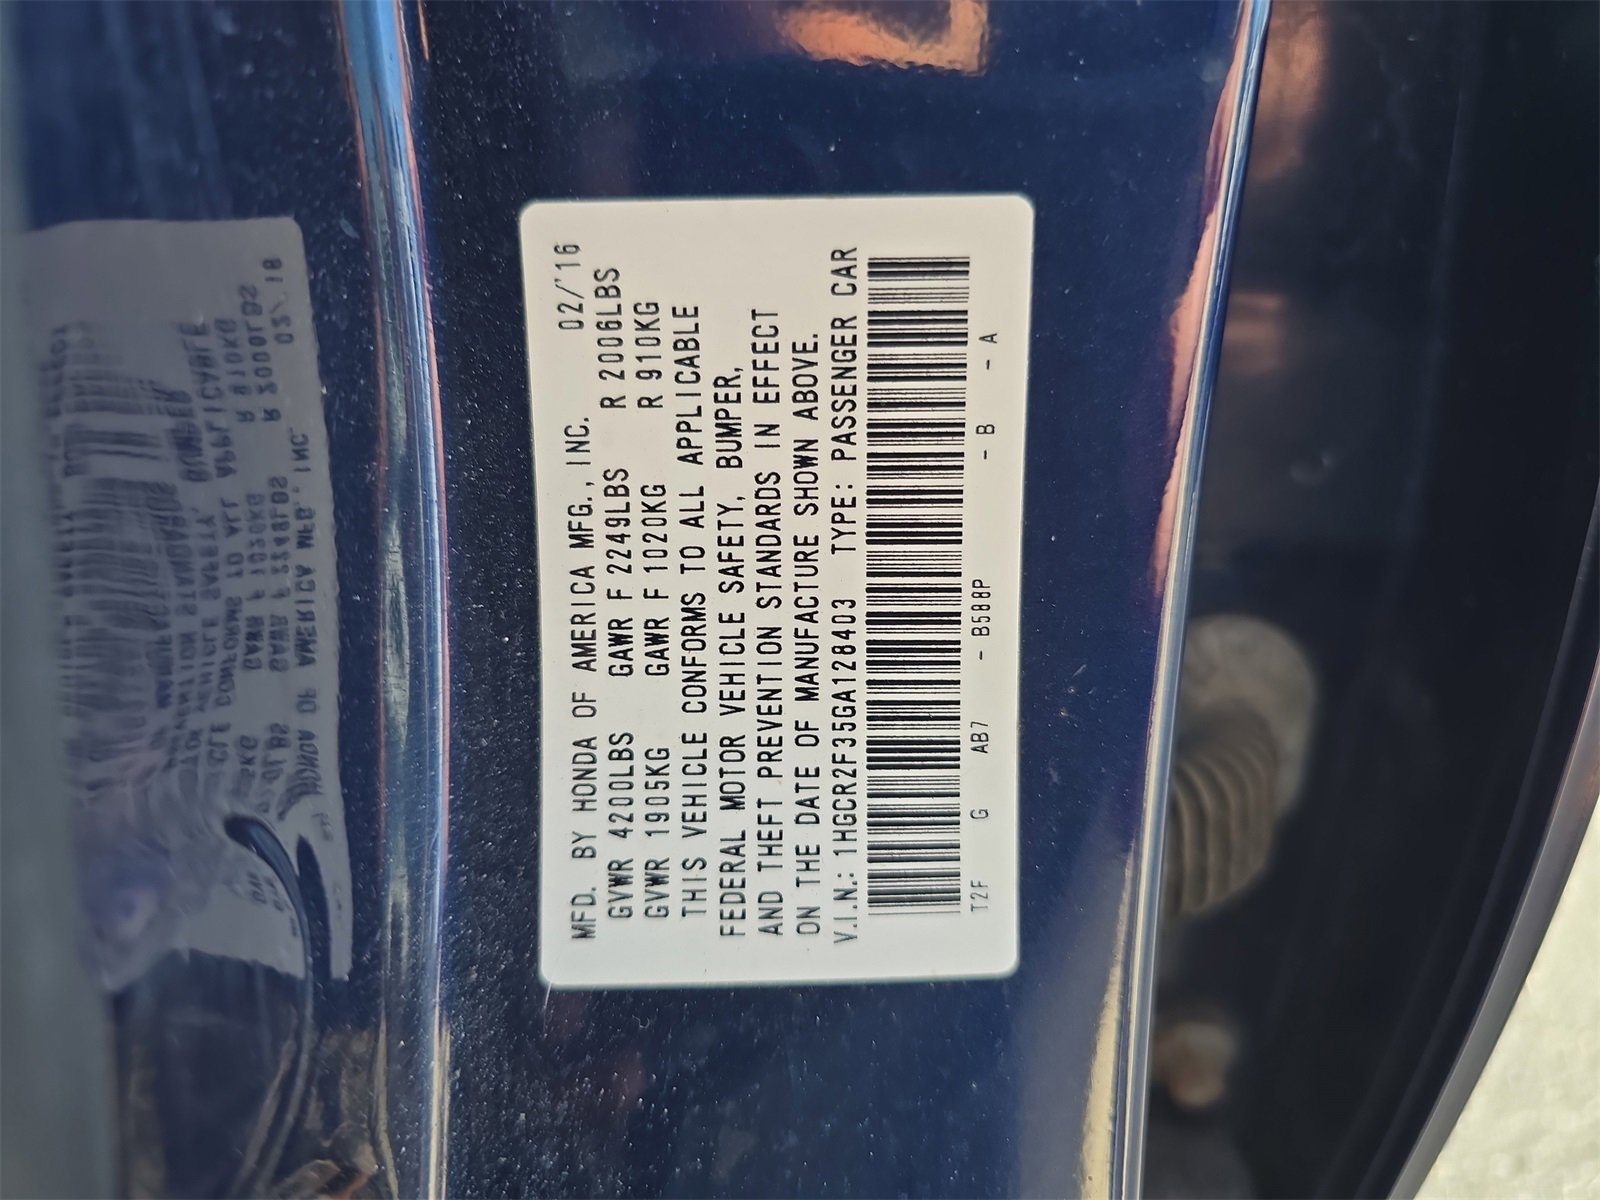 MFD. BY HONDA OF AMERICA MFG., INC. 02/'16
GVWR 4200LBS GAWR F 2249LBS R 2006LBS
GVWR 1905KG GAWR F 1020KG R 910KG
THIS VEHICLE CONFORMS TO ALL APPLICABLE
FEDERAL MOTOR VEHICLE SAFETY, BUMPER,
AND THEFT PREVENTION STANDARDS IN EFFECT
ON THE DATE OF MANUFACTURE SHOWN ABOVE.
V.I.N.: 1HGCR2F35GA128403 TYPE: PASSENGER CAR
T2F G AB7 - B588P - B - A